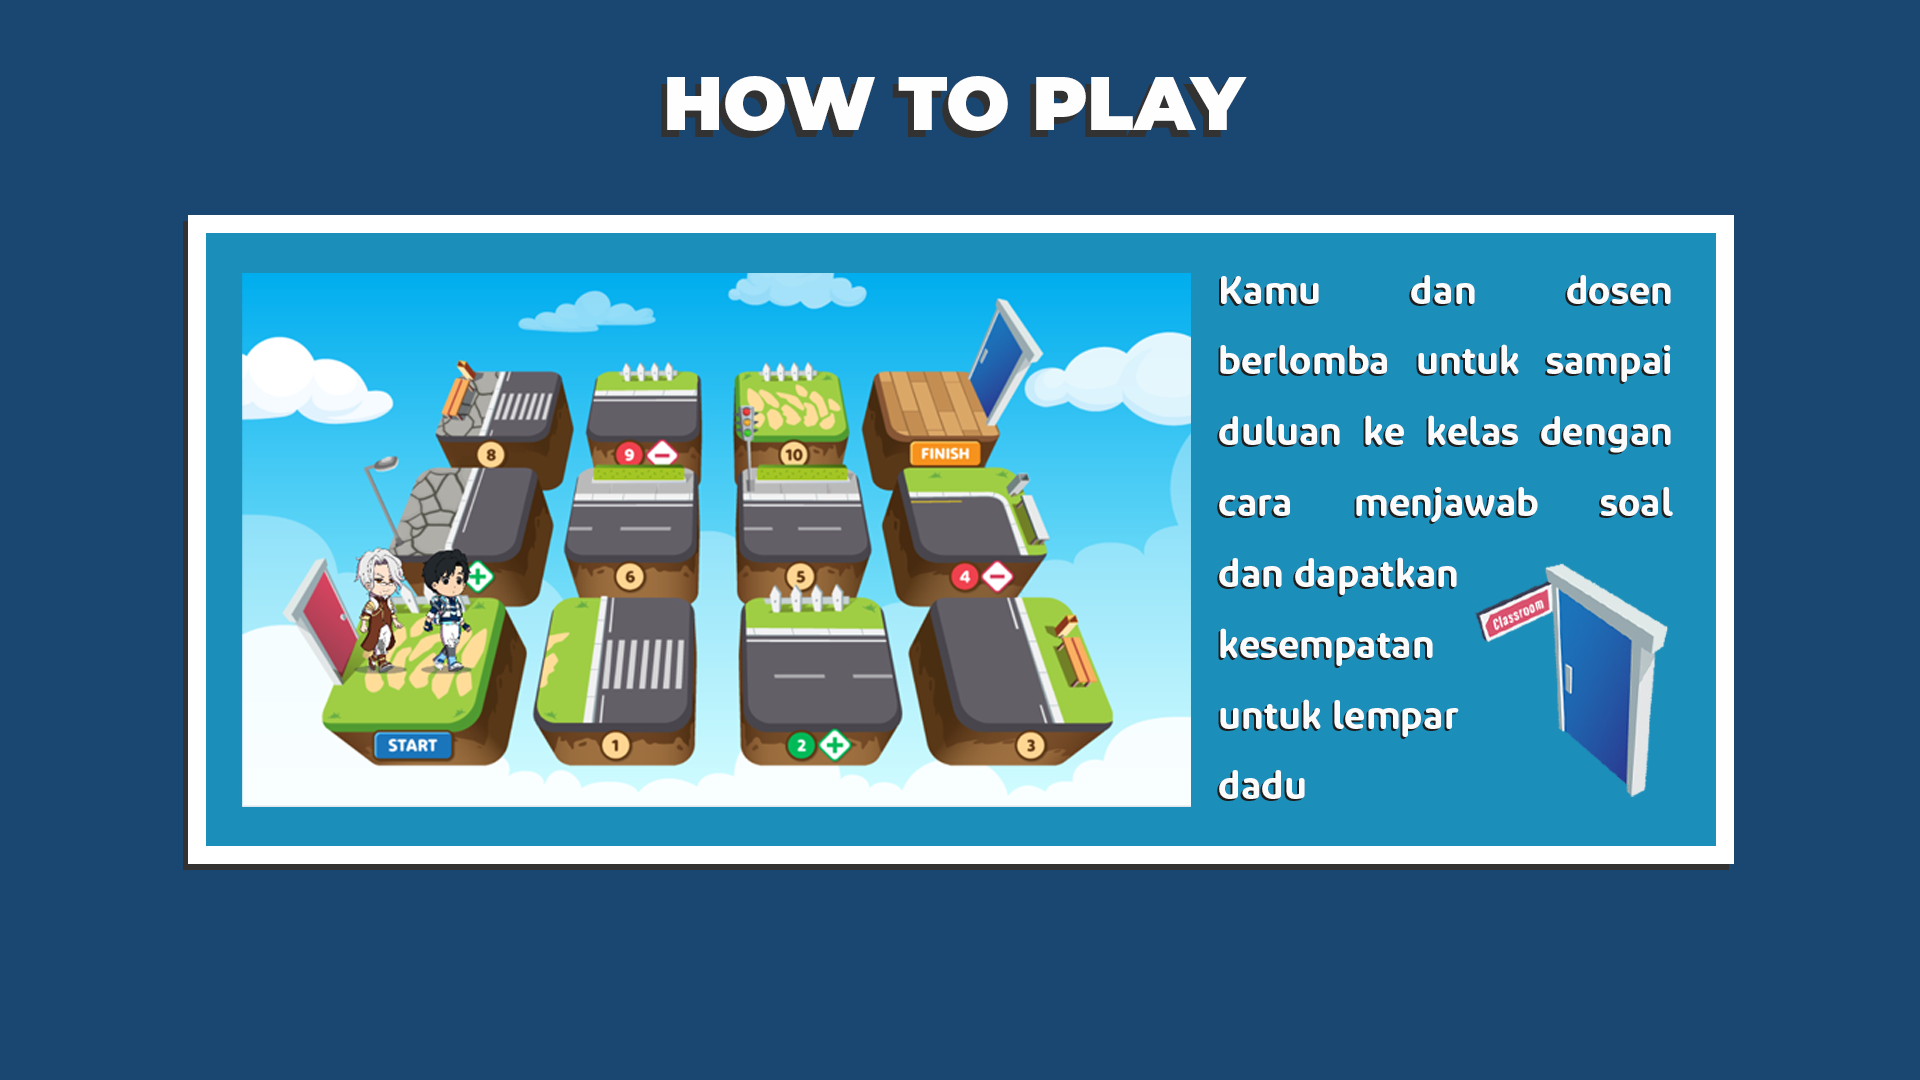 HOW TO PLAY
8
9 −
10
FINISH
+
6
5
4 −
START
1
2 +
3
Kamu dan dosen
berlomba untuk sampai
duluan ke kelas dengan
cara menjawab soal
dan dapatkan
kesempatan
untuk lempar
dadu
Classroom